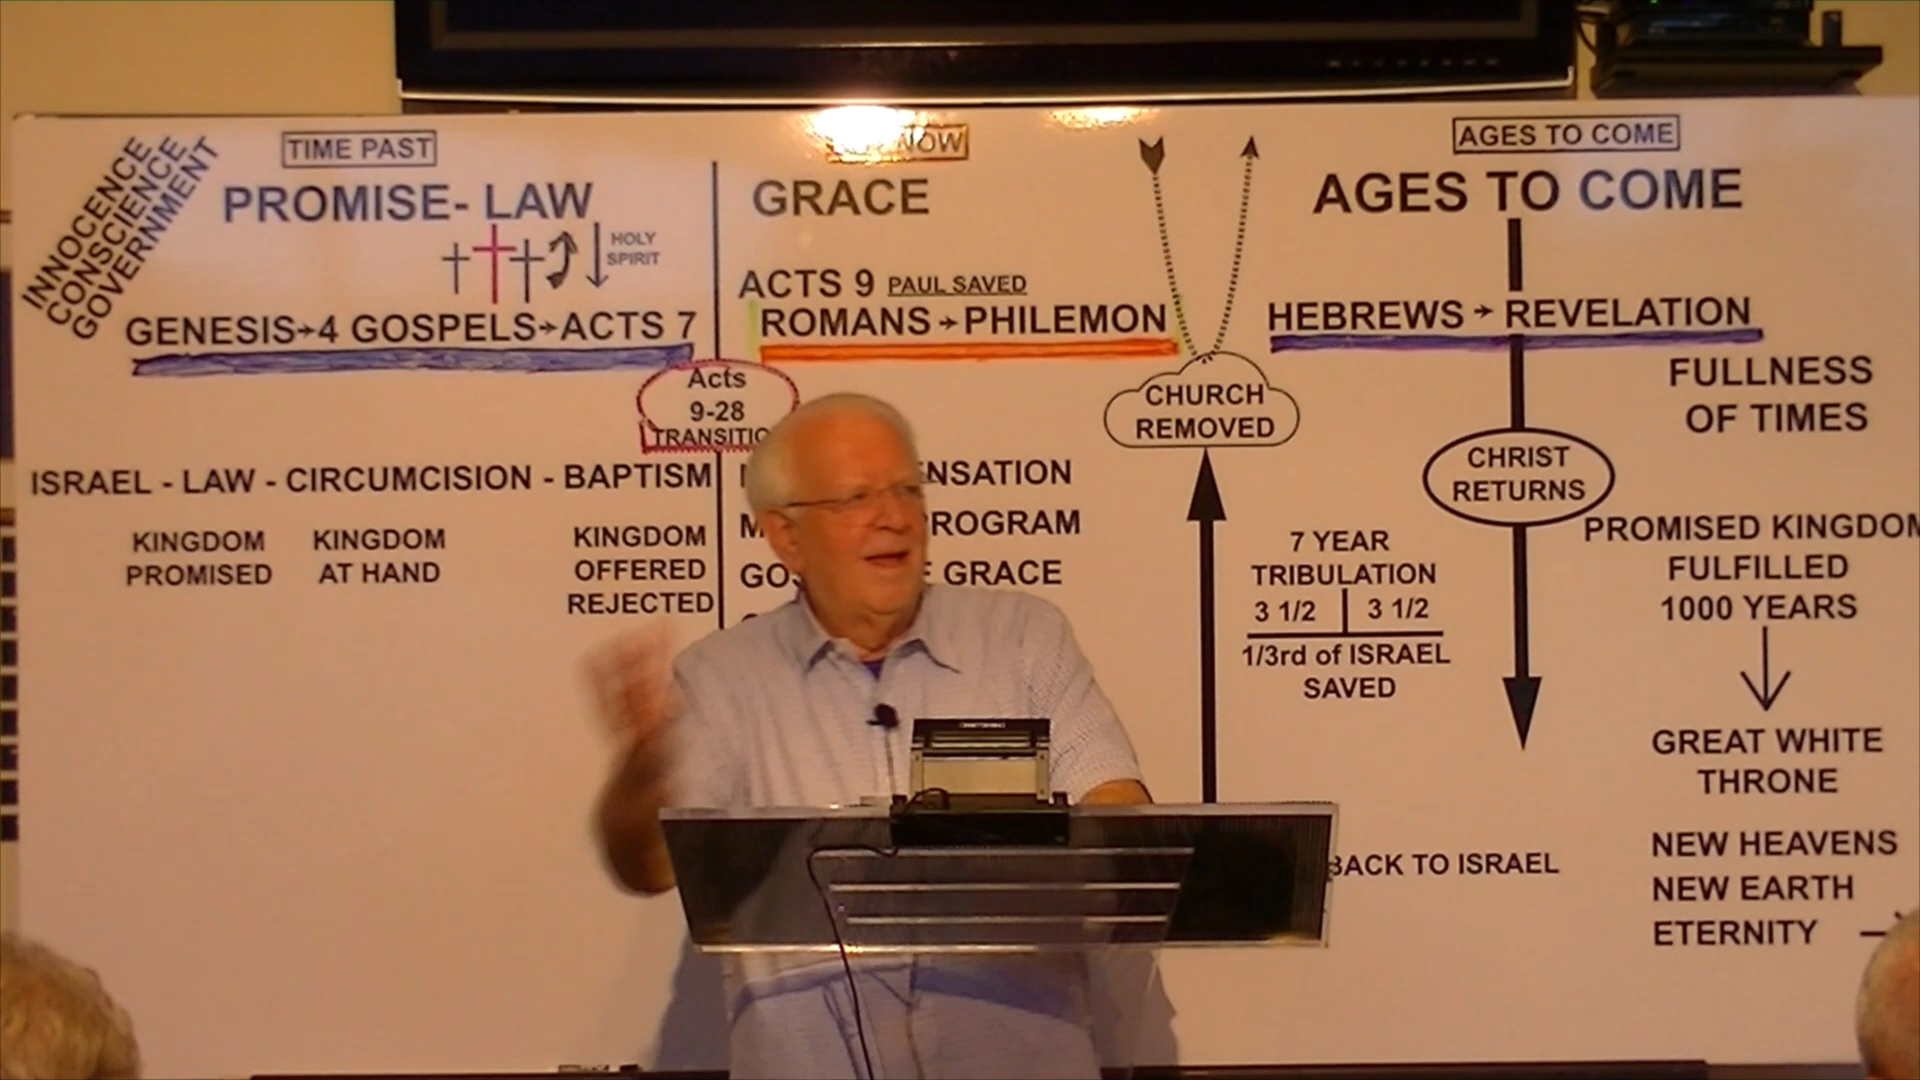 INNOCENCE
CONSCIENCE
GOVERNMENT
TIME PAST
PROMISE- LAW
HOLY
SPIRIT
GENESIS→4 GOSPELS→ACTS 7
NOW
GRACE
ACTS 9 PAUL SAVED
ROMANS→PHILEMON
Acts
9-28
TRANSITIO
ISRAEL - LAW - CIRCUMCISION - BAPTISM
KINGDOM
PROMISED
KINGDOM
AT HAND
KINGDOM
OFFERED
REJECTED
NSATION
ROGRAM
GRACE
CHURCH
REMOVED
AGES TO COME
AGES TO COME
HEBREWS→REVELATION
FULLNESS
OF TIMES
CHRIST
RETURNS
7 YEAR
TRIBULATION
3 1/2 3 1/2
1/3rd of ISRAEL
SAVED
PROMISED KINGDOM
FULFILLED
1000 YEARS
GREAT WHITE
THRONE
BACK TO ISRAEL
NEW HEAVENS
NEW EARTH
ETERNITY